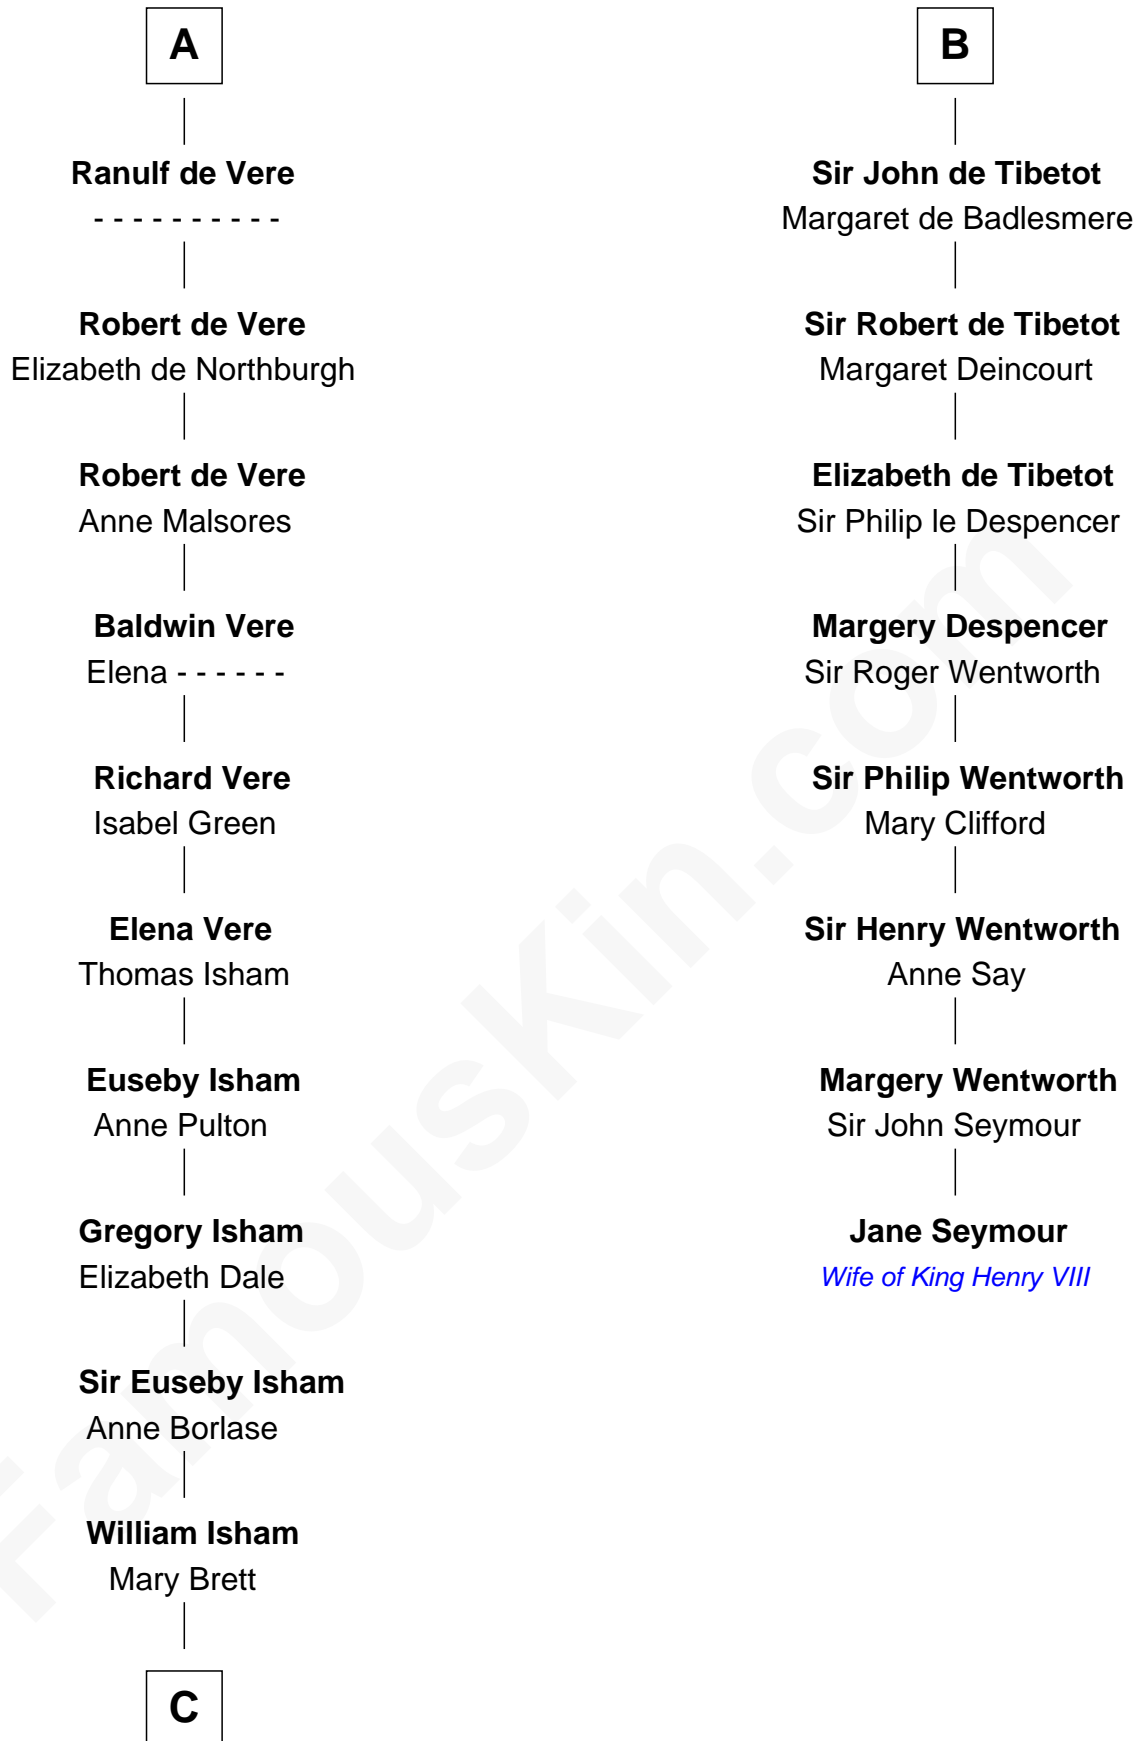 A
Ranulf de Vere
- - - - - - - - - -
Robert de Vere
Elizabeth de Northburgh
Robert de Vere
Anne Malsores
Baldwin Vere
Elena - - - - - -
Richard Vere
Isabel Green
Elena Vere
Thomas Isham
Euseby Isham
Anne Pulton
Gregory Isham
Elizabeth Dale
Sir Euseby Isham
Anne Borlase
William Isham
Mary Brett
C
B
Sir John de Tibetot
Margaret de Badlesmere
Sir Robert de Tibetot
Margaret Deincourt
Elizabeth de Tibetot
Sir Philip le Despencer
Margery Despencer
Sir Roger Wentworth
Sir Philip Wentworth
Mary Clifford
Sir Henry Wentworth
Anne Say
Margery Wentworth
Sir John Seymour
Jane Seymour
Wife of King Henry VIII
FamousKin.com